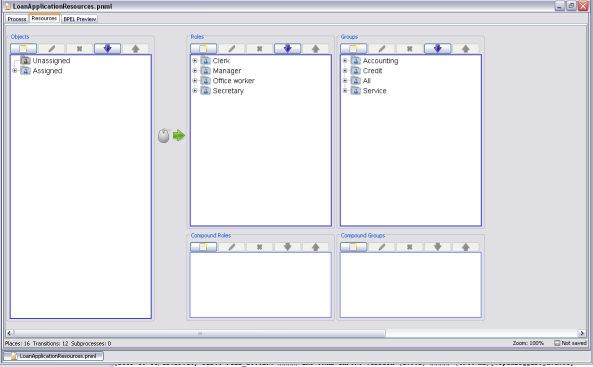 LoanApplicationResources.pnml
Process Resources BPEL Preview
Objects
Unassigned
Assigned
Roles
Clerk
Manager
Office worker
Secretary
Groups
Accounting
Credit
All
Service
Compound Roles
Compound Groups
Places: 16 Transitions: 12 Subprocesses: 0
Zoom: 100% Not saved
LoanApplicationResources.pnml